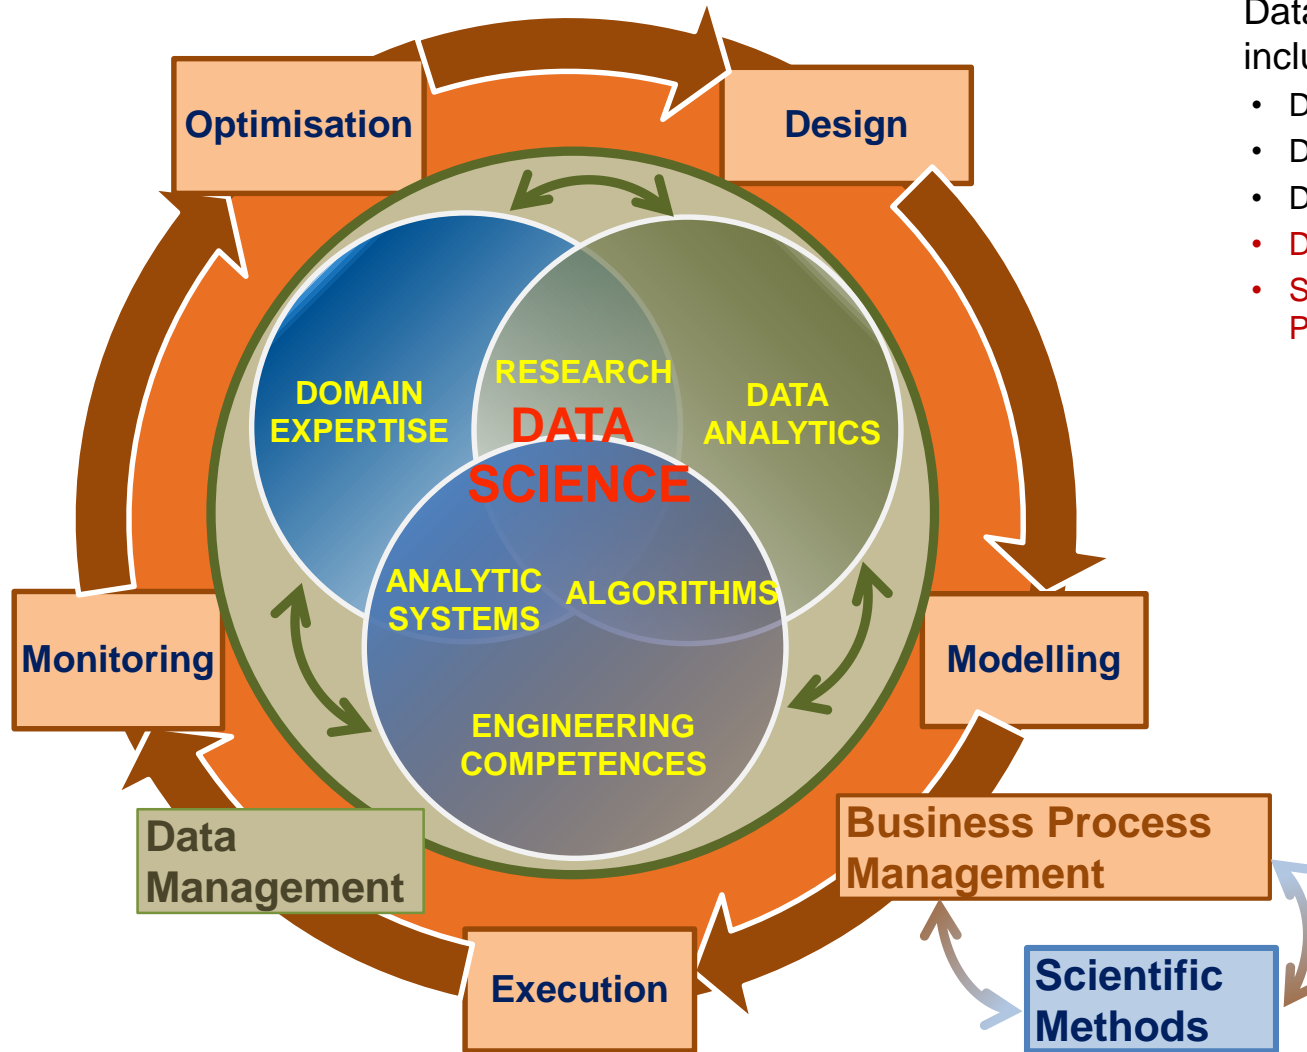 Optimisation
Design
DOMAIN
EXPERTISE
RESEARCH
DATA
ANALYTICS
DATA
SCIENCE
ANALYTIC
SYSTEMS
ALGORITHMS
Monitoring
Modelling
ENGINEERING
COMPETENCES
Data
Management
Business Process
Management
Execution
Scientific
Methods